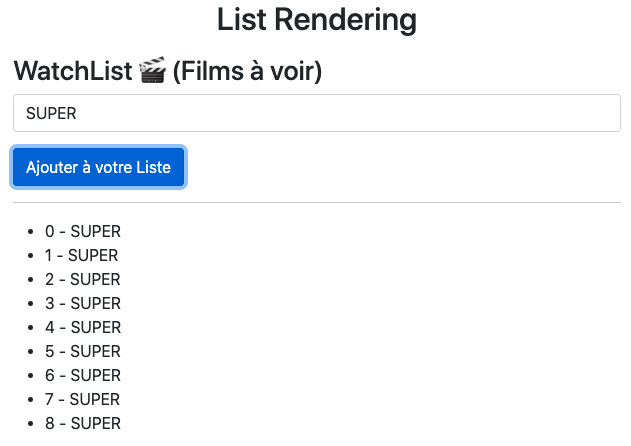 List Rendering
WatchList 🎬 (Films à voir)
SUPER
Ajouter à votre Liste
0 - SUPER
1 - SUPER
2 - SUPER
3 - SUPER
4 - SUPER
5 - SUPER
6 - SUPER
7 - SUPER
8 - SUPER